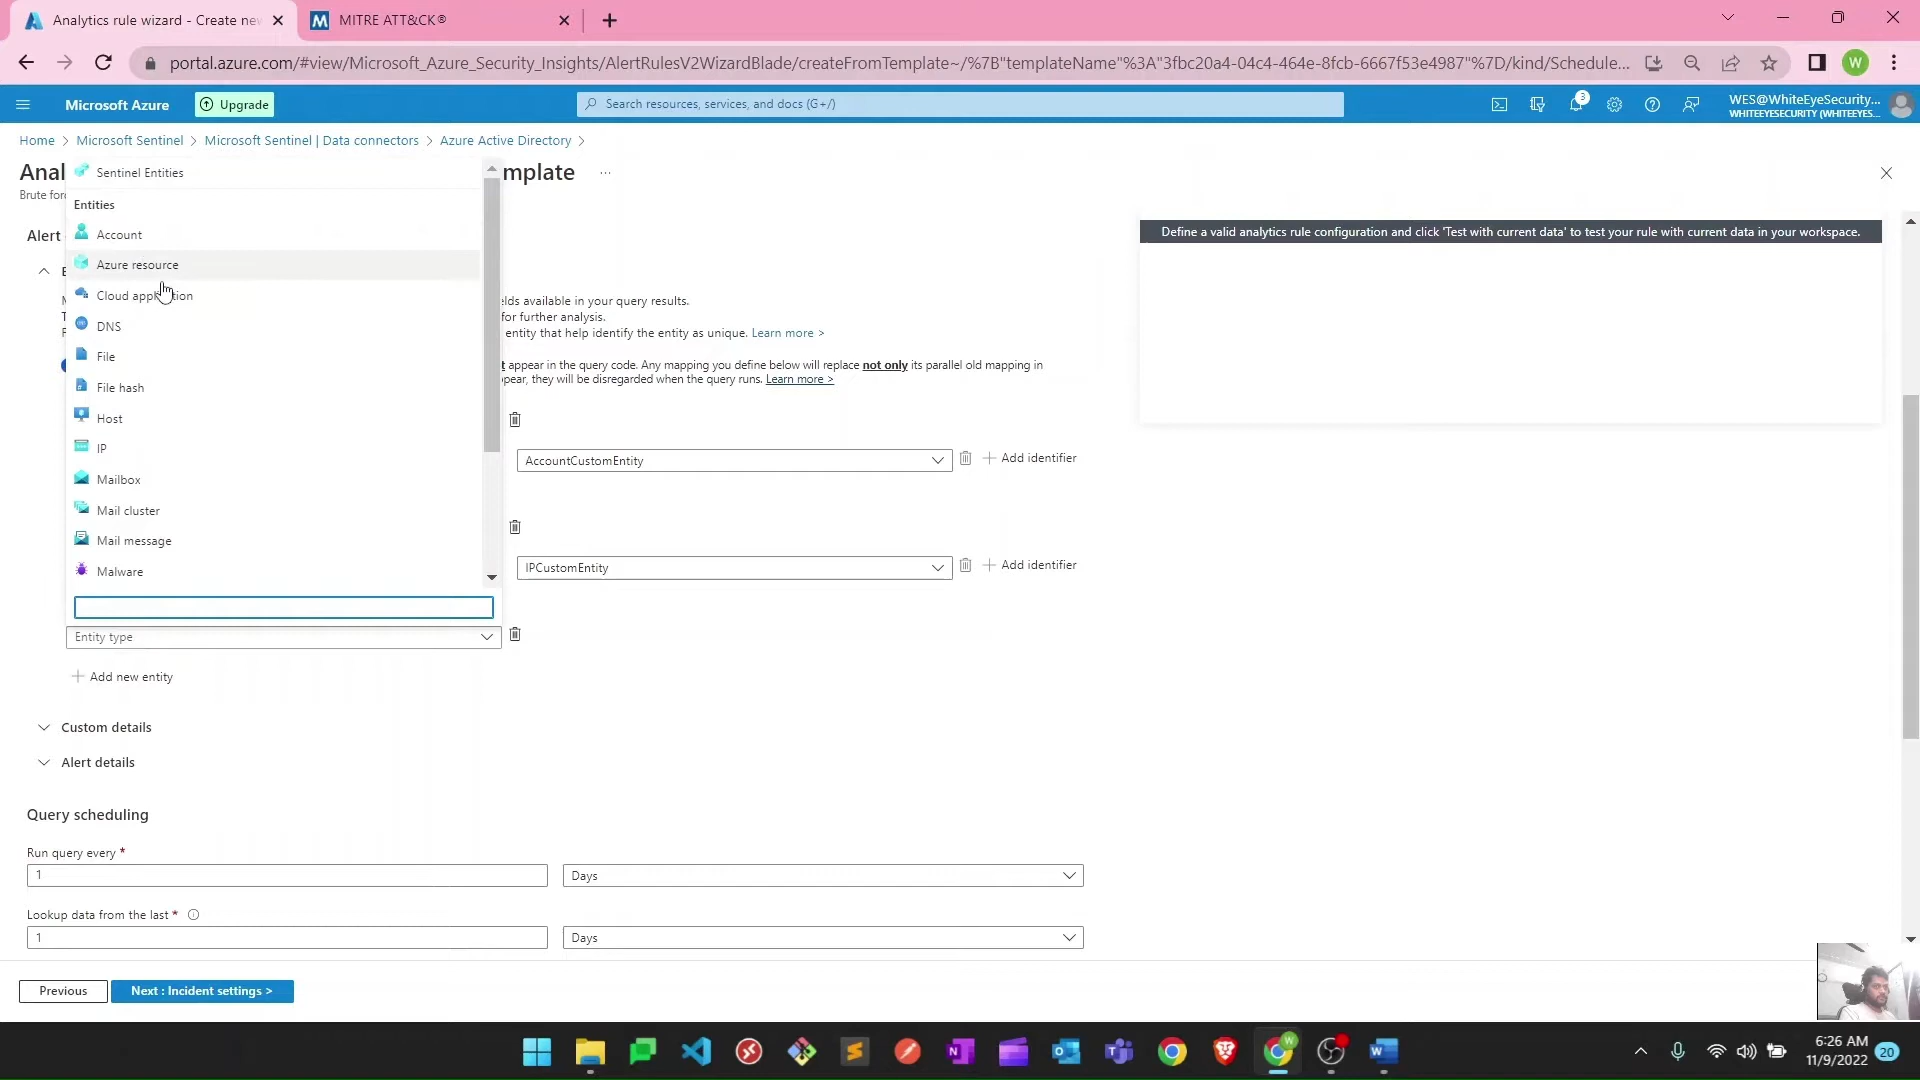 Analytics rule wizard - Create nev
MITRE ATT&CK®
portal.azure.com/#view/Microsoft_Azure_Security_Insights/AlertRulesV2WizardBlade/createFromTemplate~/%7B"templateName"%3A"3fbc20a4-04c4-464e-8fcb-6667f53e4987"%7D/kind/Schedule...
W
Microsoft Azure
Upgrade
Search resources, services, and docs (G+/)
3
WES@WhiteEyeSecurity...
WHITEEYESECURITY (WHITEEYES...
Home > Microsoft Sentinel > Microsoft Sentinel | Data connectors > Azure Active Directory >
Anal
mplate ...
Brute for
Sentinel Entities
Entities
Account
Azure resource
Cloud application
DNS
File
File hash
Host
IP
Mailbox
Mail cluster
Mail message
Malware
Alert
Define a valid analytics rule configuration and click 'Test with current data' to test your rule with current data in your workspace.
elds available in your query results.
for further analysis.
entity that help identify the entity as unique. Learn more >
t appear in the query code. Any mapping you define below will replace not only its parallel old mapping in
pear, they will be disregarded when the query runs. Learn more >
AccountCustomEntity
+ Add identifier
IPCustomEntity
+ Add identifier
Entity type
+ Add new entity
Custom details
Alert details
Query scheduling
Run query every *
1
Days
Lookup data from the last *
1
Days
Previous
Next : Incident settings >
6:26 AM
11/9/2022
20